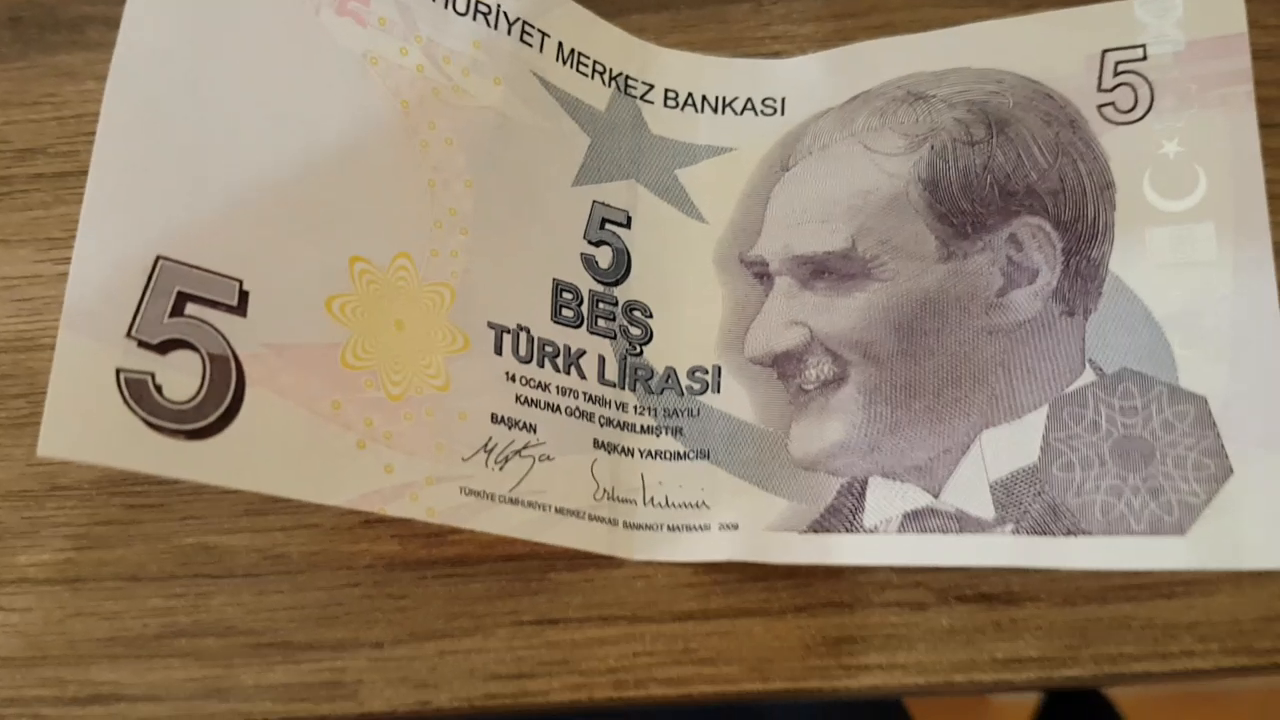 HURİYET MERKEZ BANKASI
5
5
5
BEŞ
TÜRK LİRASI
14 OCAK 1970 TARİH VE 1211 SAYILI
KANUNA GÖRE ÇIKARILMIŞTIR
BAŞKAN
BAŞKAN YARDIMCISI
TÜRKİYE CUMHURİYET MERKEZ BANKASI BANKNOT MATBAASI 2009